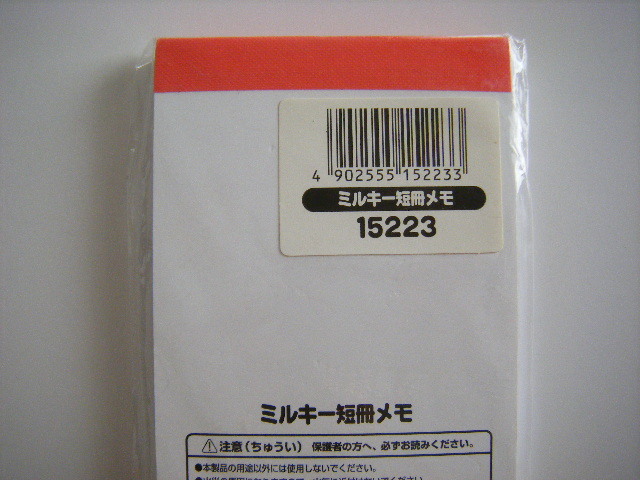 4 902555 152233
ミルキー短冊メモ
15223
ミルキー短冊メモ
⚠注意(ちゅうい) 保護者の方へ、必ずお読みください。
●本製品の用途以外には使用しないでください。